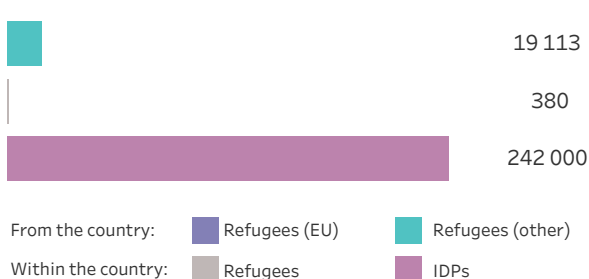 19 113
380
242 000
From the country: Refugees (EU) Refugees (other)
Within the country: Refugees IDPs